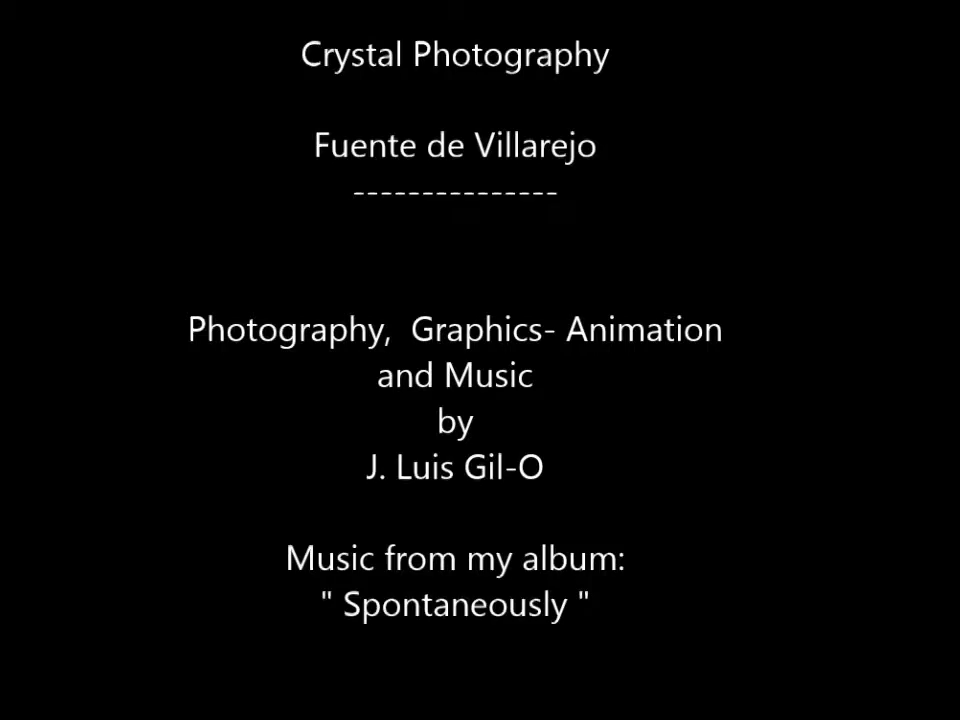 Crystal Photography
Fuente de Villarejo
---------------
Photography,  Graphics- Animation
and Music
by
J. Luis Gil-O
Music from my album:
" Spontaneously "